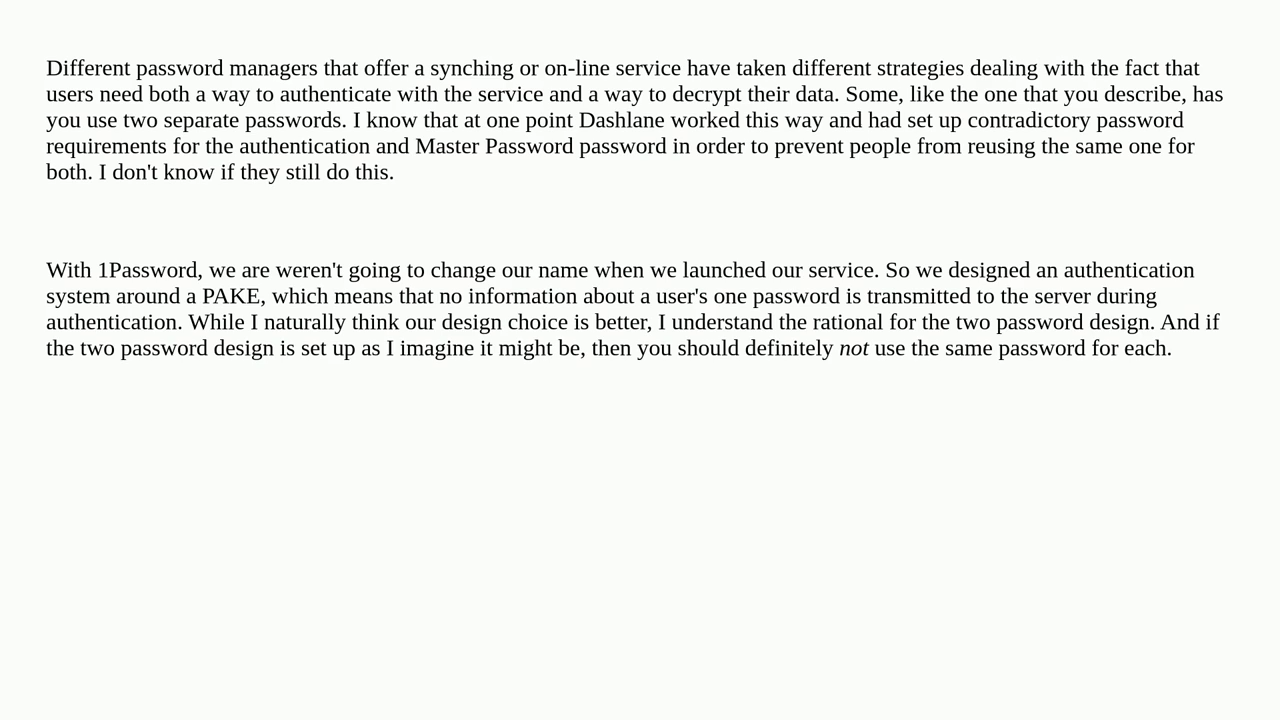 Different password managers that offer a synching or on-line service have taken different strategies dealing with the fact that
users need both a way to authenticate with the service and a way to decrypt their data. Some, like the one that you describe, has
you use two separate passwords. I know that at one point Dashlane worked this way and had set up contradictory password
requirements for the authentication and Master Password password in order to prevent people from reusing the same one for
both. I don't know if they still do this.
With 1Password, we are weren't going to change our name when we launched our service. So we designed an authentication
system around a PAKE, which means that no information about a user's one password is transmitted to the server during
authentication. While I naturally think our design choice is better, I understand the rational for the two password design. And if
the two password design is set up as I imagine it might be, then you should definitely not use the same password for each.